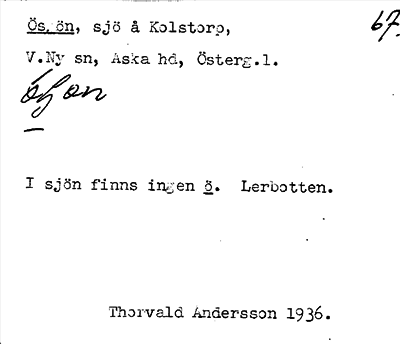 Ös.ön, sjö å Kolstorp,
67.
V.Ny sn, Aska hd, Österg.l.
I sjön finns ingen ö. Lerbotten.
Thorvald Andersson 1936.